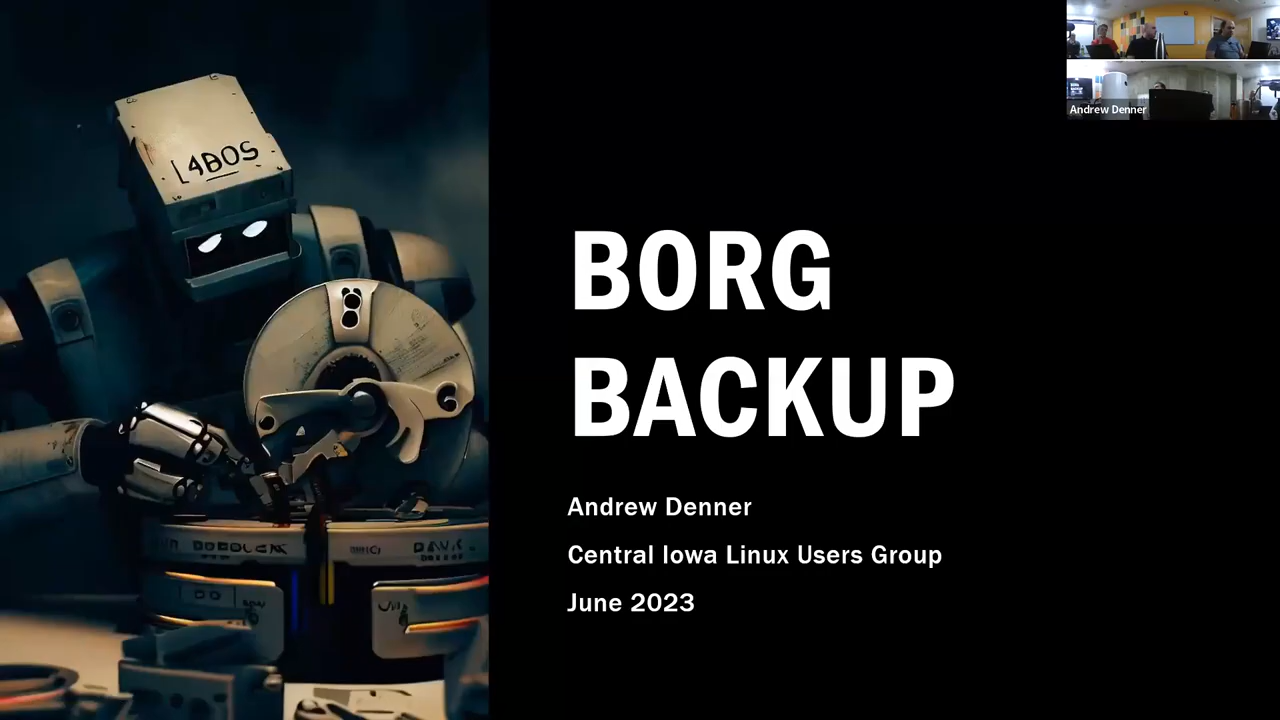 L4BOS
BORG
BACKUP
Andrew Denner
Central Iowa Linux Users Group
June 2023
Andrew Denner